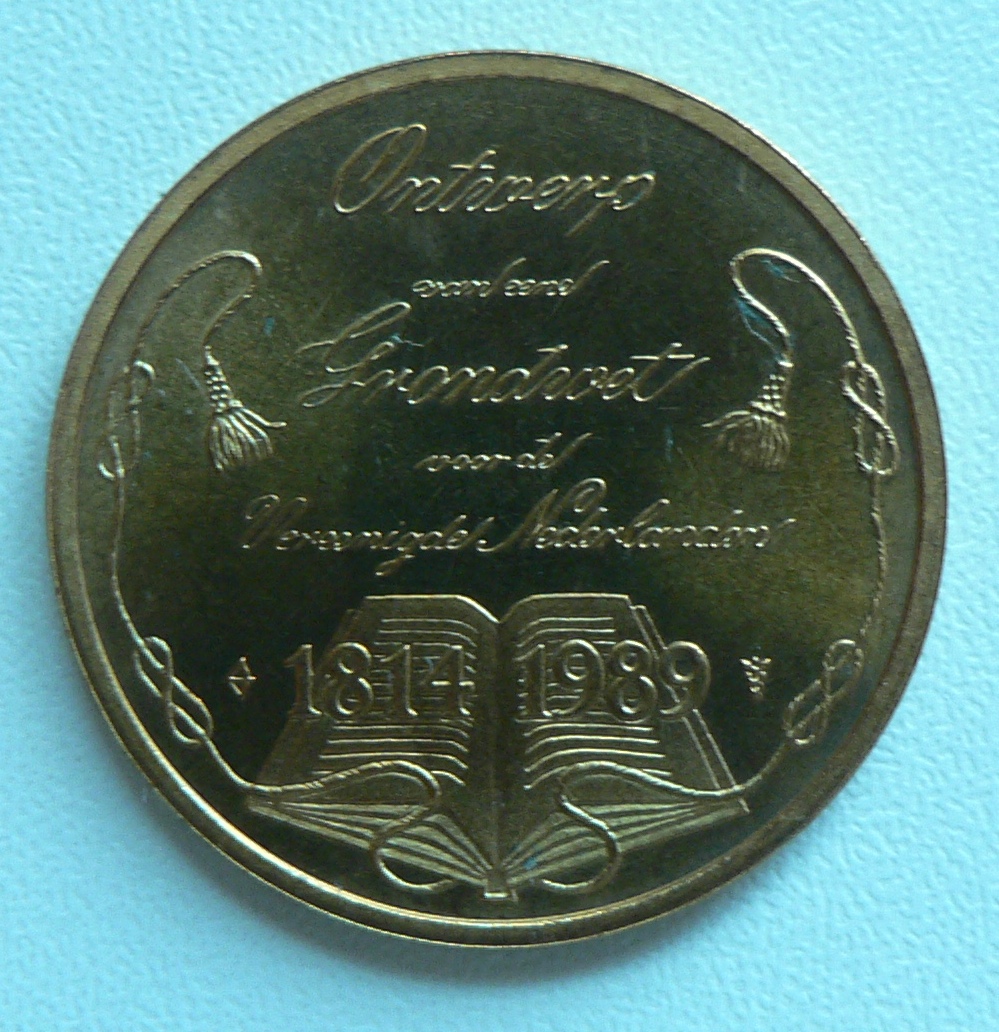 Ontwerp
van eene
Grondwet
voor de
Vereenigde Nederlanden
1814 1989